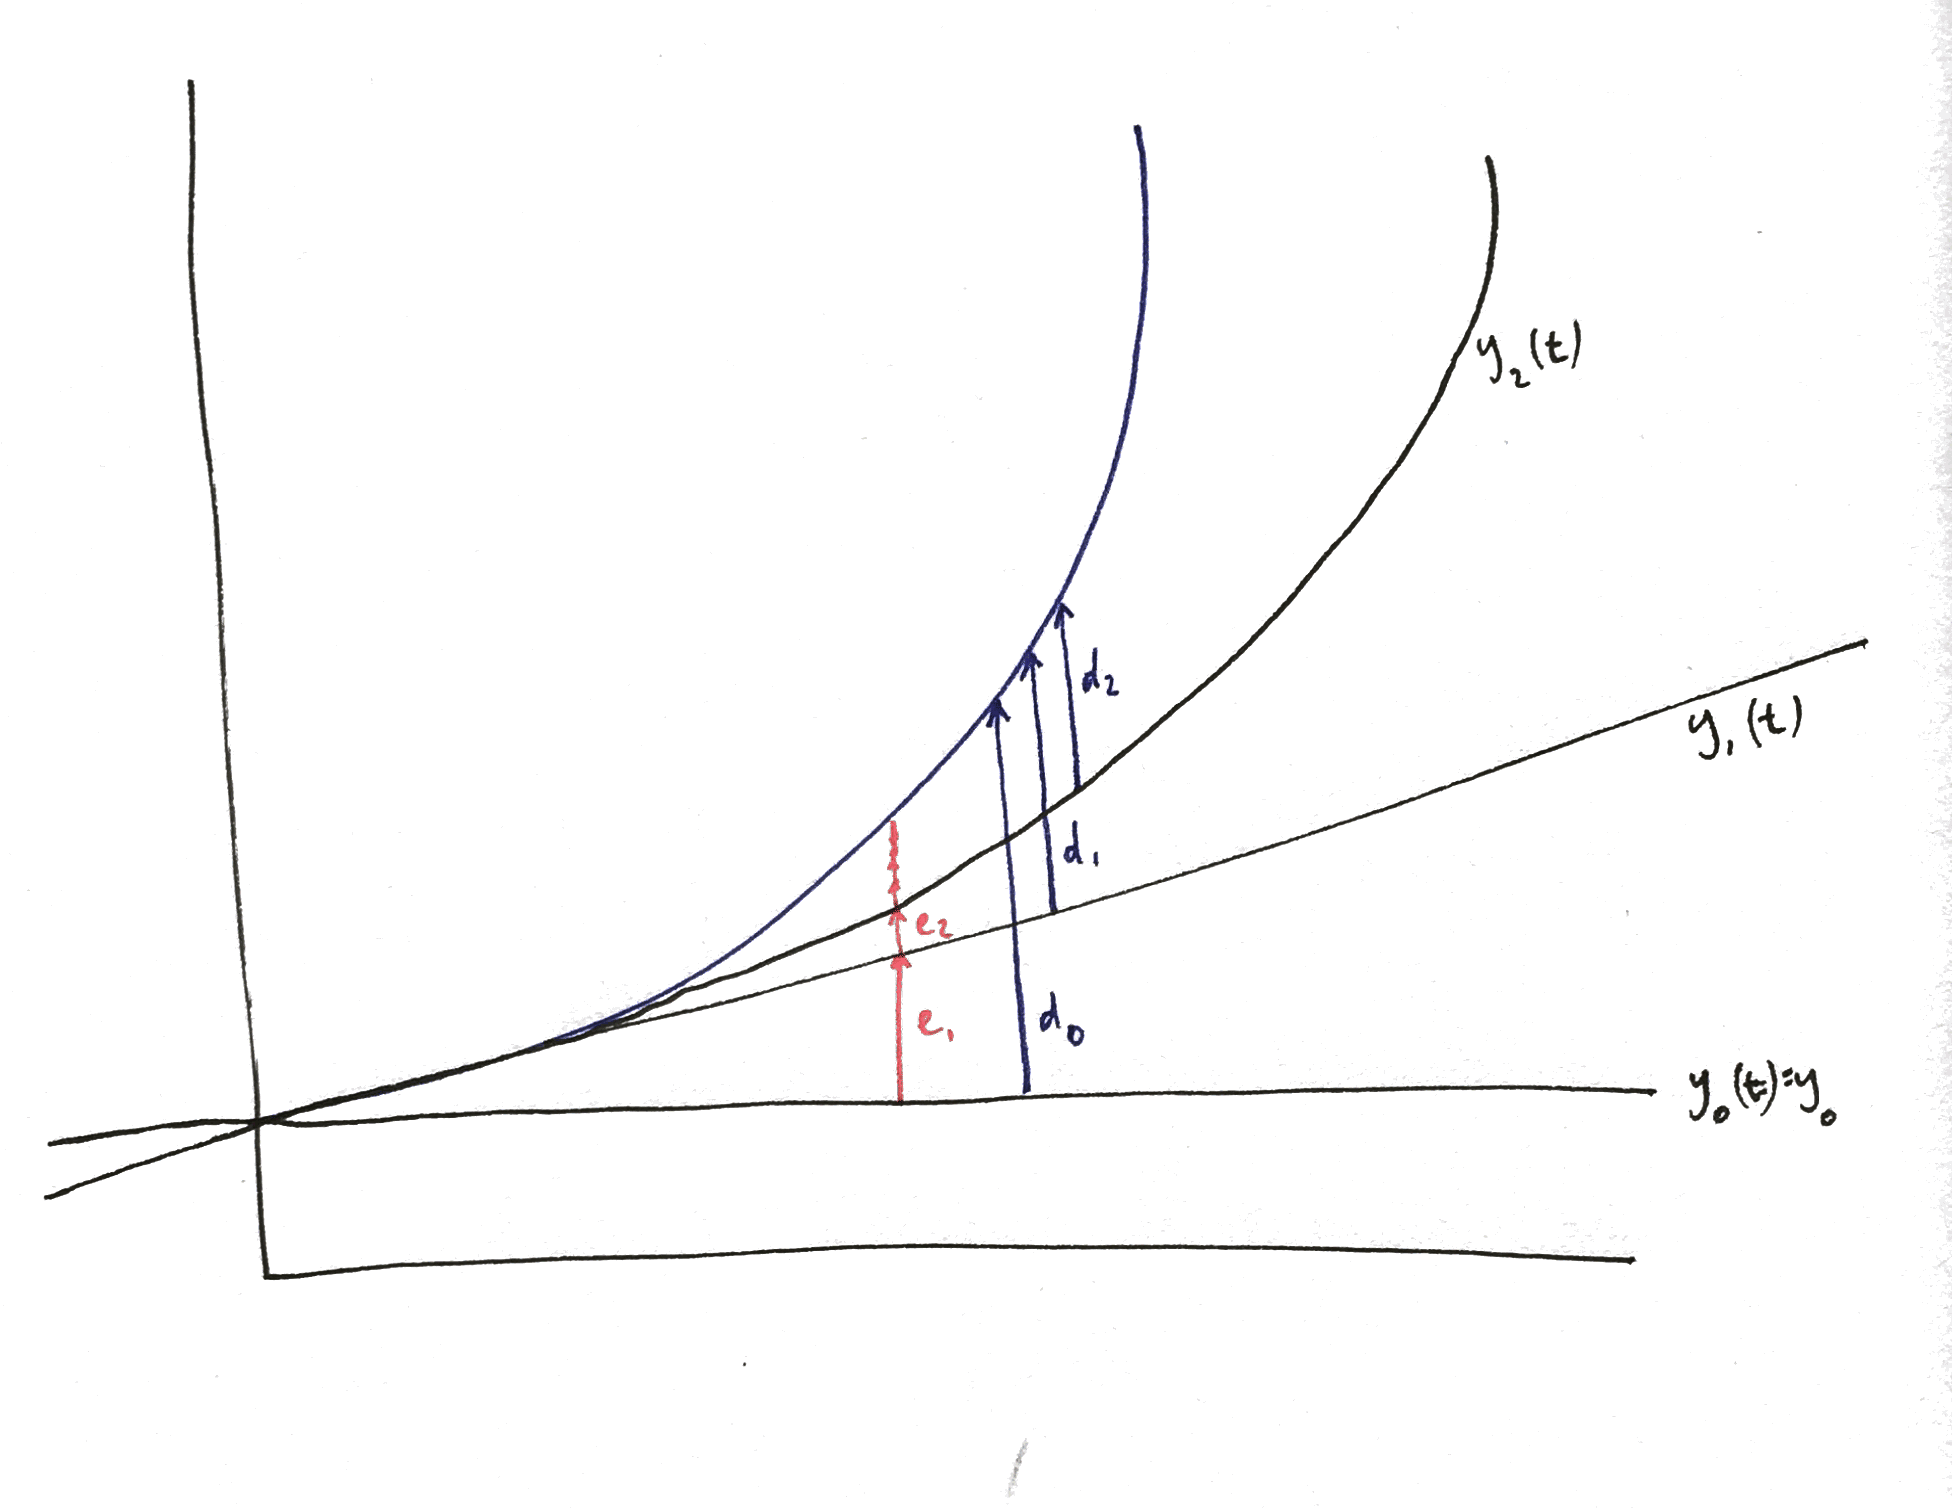 y₂(t)
d₂
y₁(t)
d₁
e₂
e₁
d₀
y₀(t)=y₀